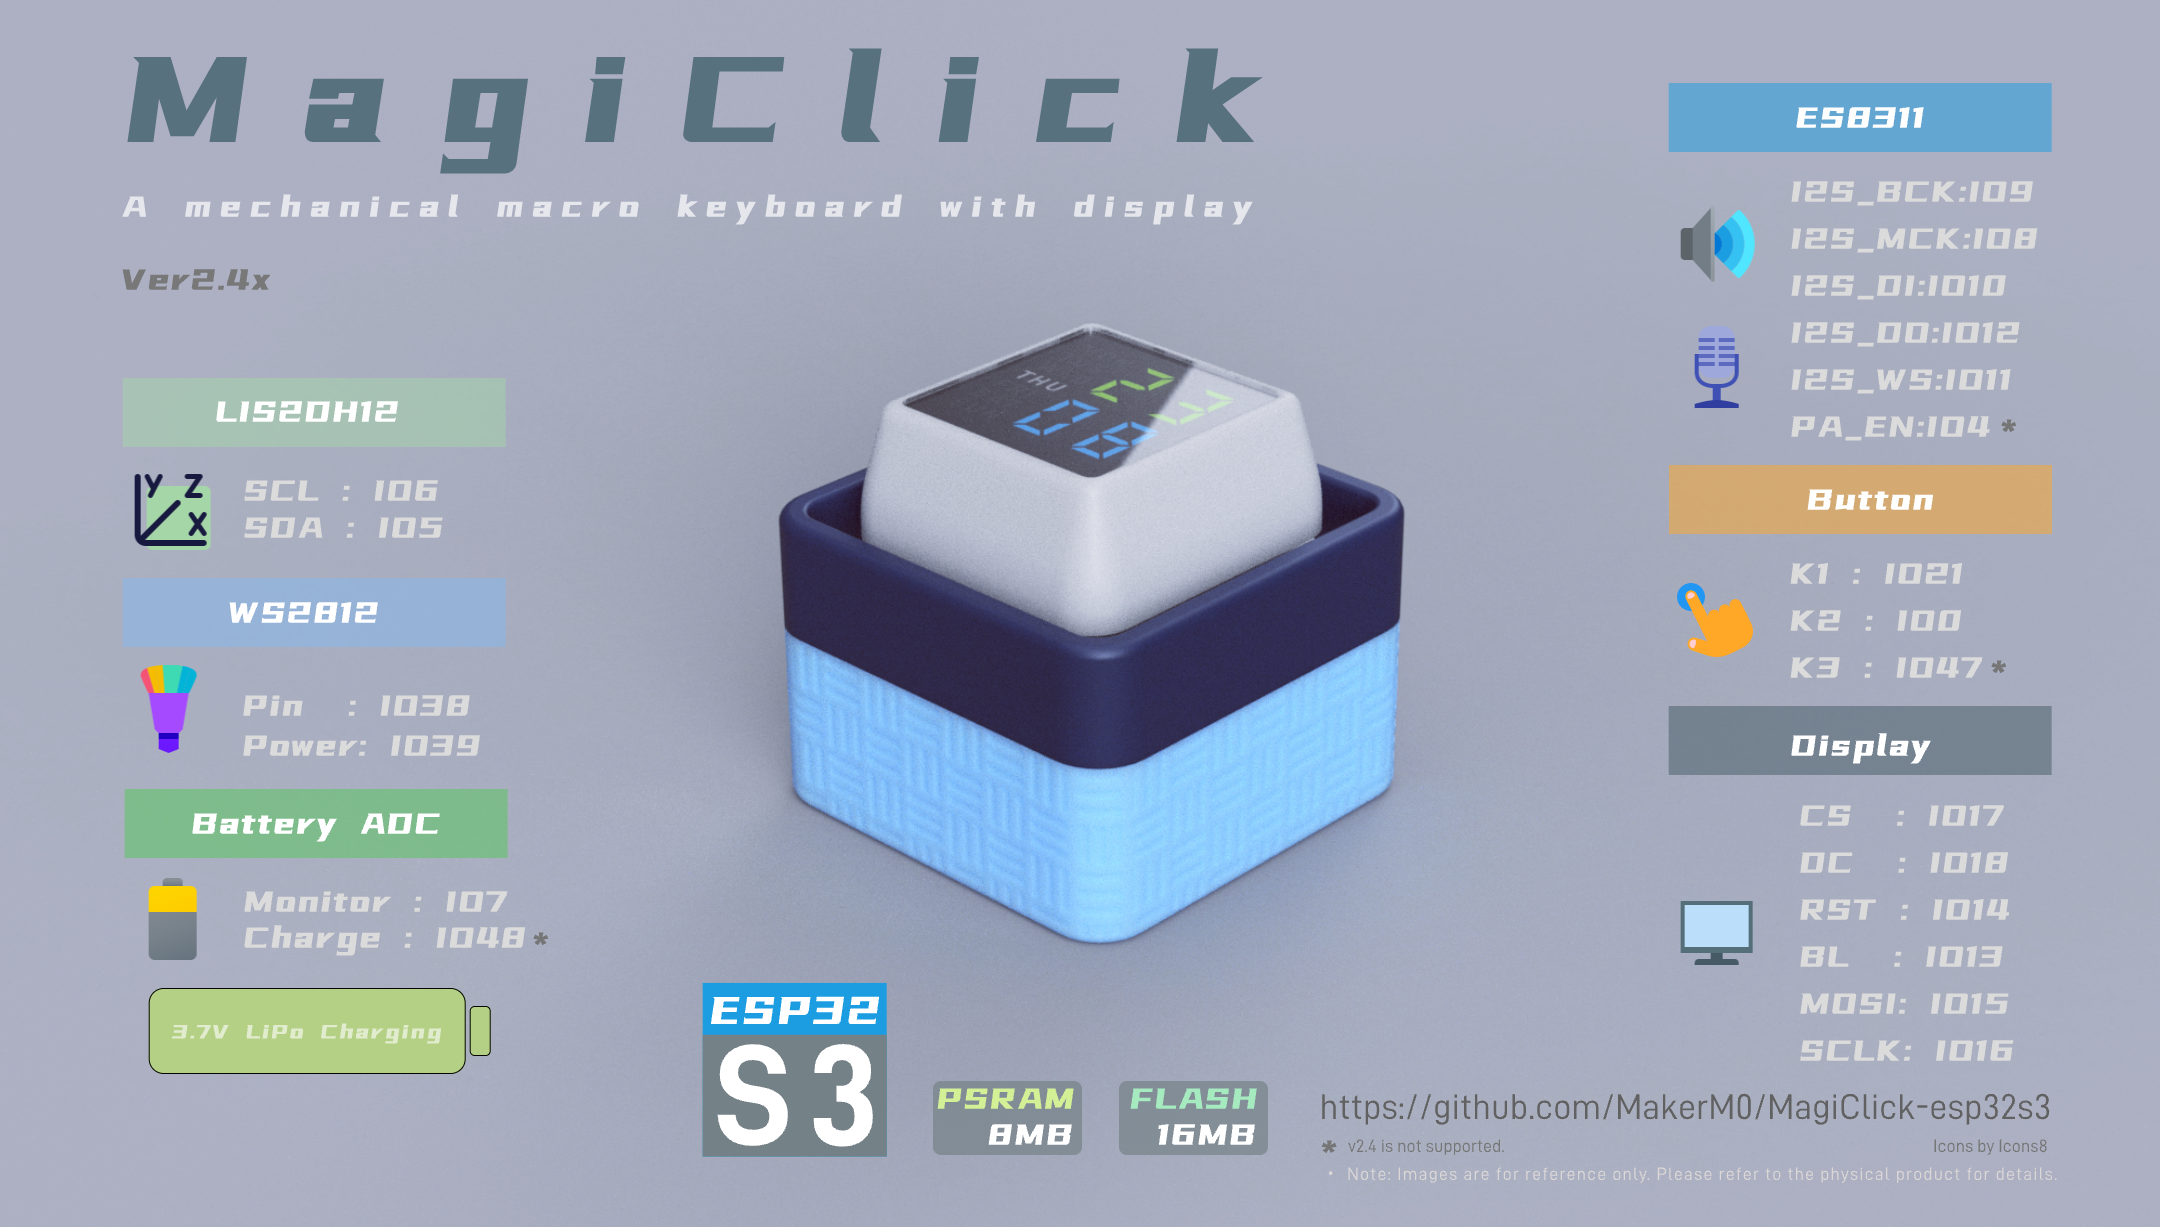 MagiClick
A mechanical macro keyboard with display
Ver2.4x
LIS2DH12
Y Z
X
SCL : IO6
SDA : IO5
WS2812
Pin : IO38
Power: IO39
Battery ADC
Monitor : IO7
Charge : IO48*
3.7V LiPo Charging
THU
23
08
ESP32
S3
PSRAM
8MB
FLASH
16MB
ES8311
I2S_BCK:IO9
I2S_MCK:IO8
I2S_DI:IO10
I2S_DO:IO12
I2S_WS:IO11
PA_EN:IO4 *
Button
K1 : IO21
K2 : IO0
K3 : IO47*
Display
CS : IO17
DC : IO18
RST : IO14
BL : IO13
MOSI: IO15
SCLK: IO16
https://github.com/MakerM0/MagiClick-esp32s3
* v2.4 is not supported.
Icons by Icons8
· Note: Images are for reference only. Please refer to the physical product for details.